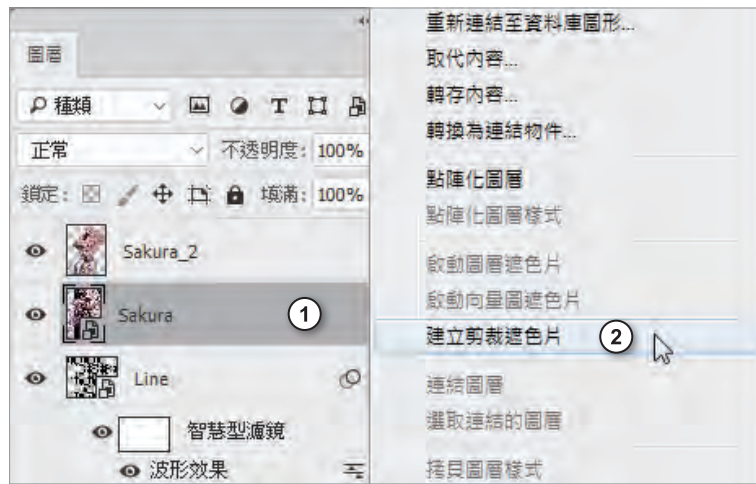 圖層
種類
正常 不透明度: 100%
鎖定: 填滿: 100%
Sakura_2
Sakura 1
Line
智慧型濾鏡
波形效果
重新連結至資料庫圖形...
取代內容...
轉存內容...
轉換為連結物件...
點陣化圖層
點陣化圖層樣式
啟動圖層遮色片
啟動向量圖遮色片
建立剪裁遮色片 2
連結圖層
選取連結的圖層
拷貝圖層樣式